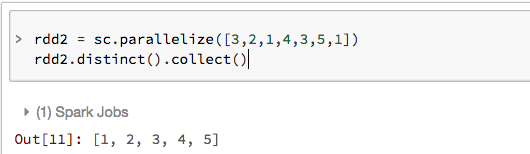 > rdd2 = sc.parallelize([3,2,1,4,3,5,1])
rdd2.distinct().collect()
(1) Spark Jobs
Out[11]: [1, 2, 3, 4, 5]